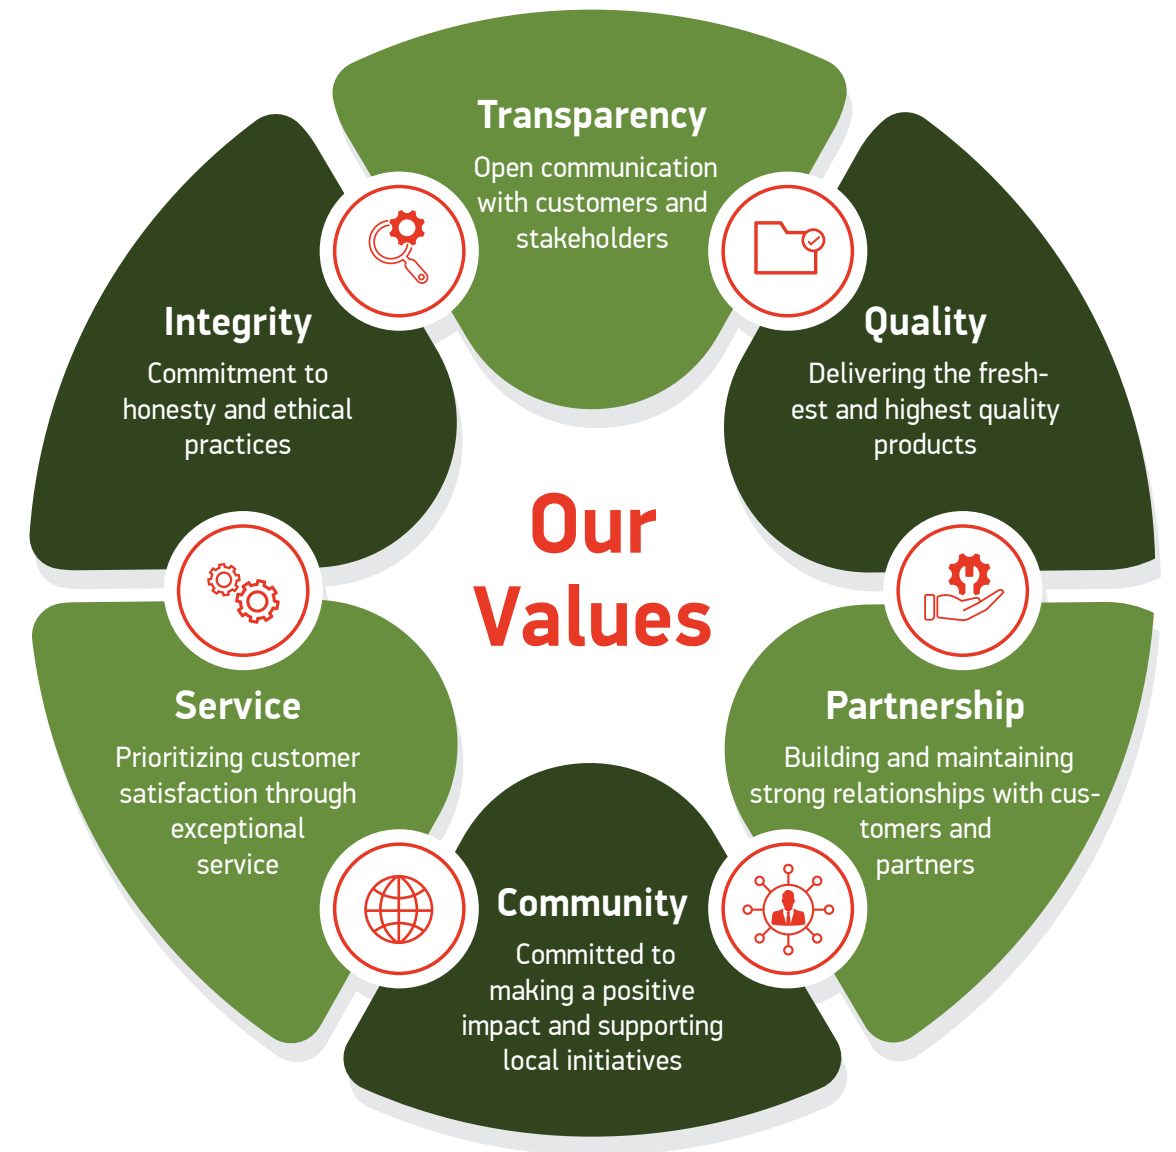 Transparency
Open communication
with customers and
stakeholders
Integrity
Commitment to
honesty and ethical
practices
Quality
Delivering the fresh-
est and highest quality
products
Our
Values
Service
Prioritizing customer
satisfaction through
exceptional
service
Partnership
Building and maintaining
strong relationships with cus-
tomers and
partners
Community
Committed to
making a positive
impact and supporting
local initiatives